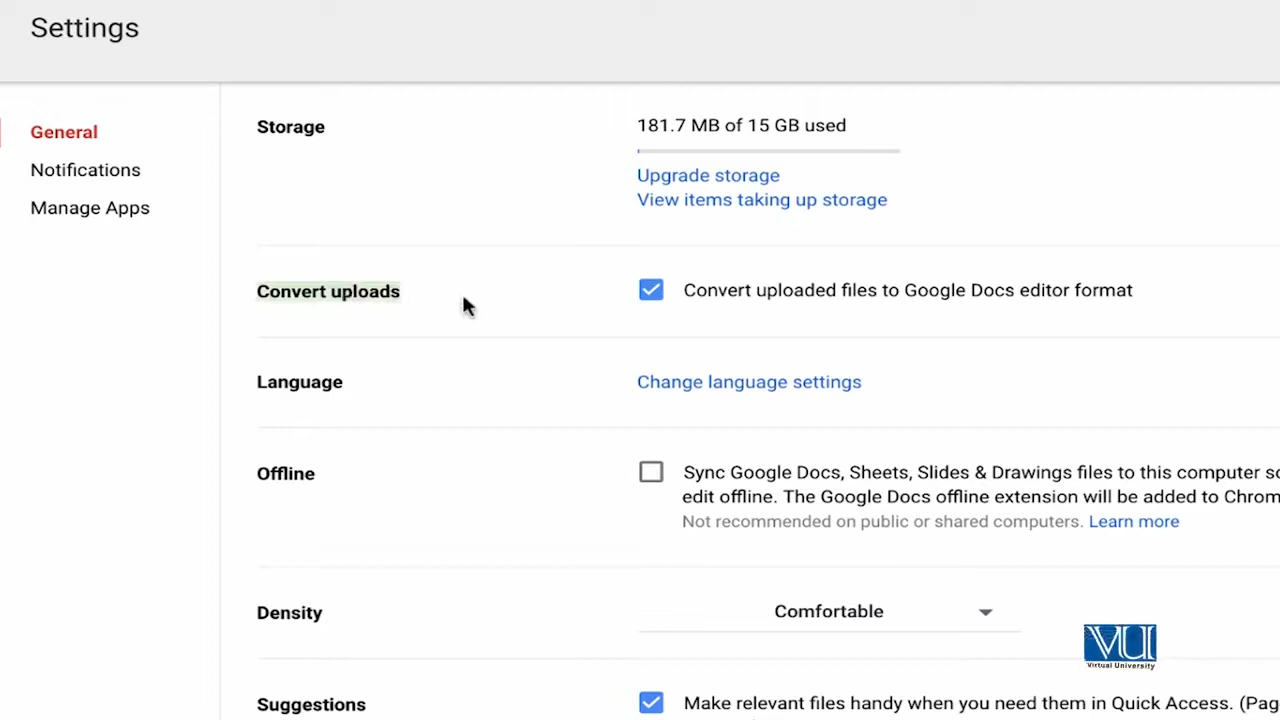 Settings
General
Notifications
Manage Apps
Storage
181.7 MB of 15 GB used
Upgrade storage
View items taking up storage
Convert uploads
Convert uploaded files to Google Docs editor format
Language
Change language settings
Offline
Sync Google Docs, Sheets, Slides & Drawings files to this computer so
edit offline. The Google Docs offline extension will be added to Chrom
Not recommended on public or shared computers. Learn more
Density
Comfortable
VU
Virtual University
Suggestions
Make relevant files handy when you need them in Quick Access. (Pag